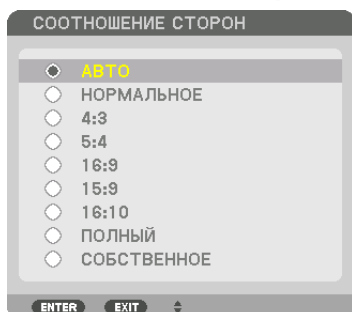 СООТНОШЕНИЕ СТОРОН
АВТО
НОРМАЛЬНОЕ
4:3
5:4
16:9
15:9
16:10
ПОЛНЫЙ
СОБСТВЕННОЕ
ENTER EXIT